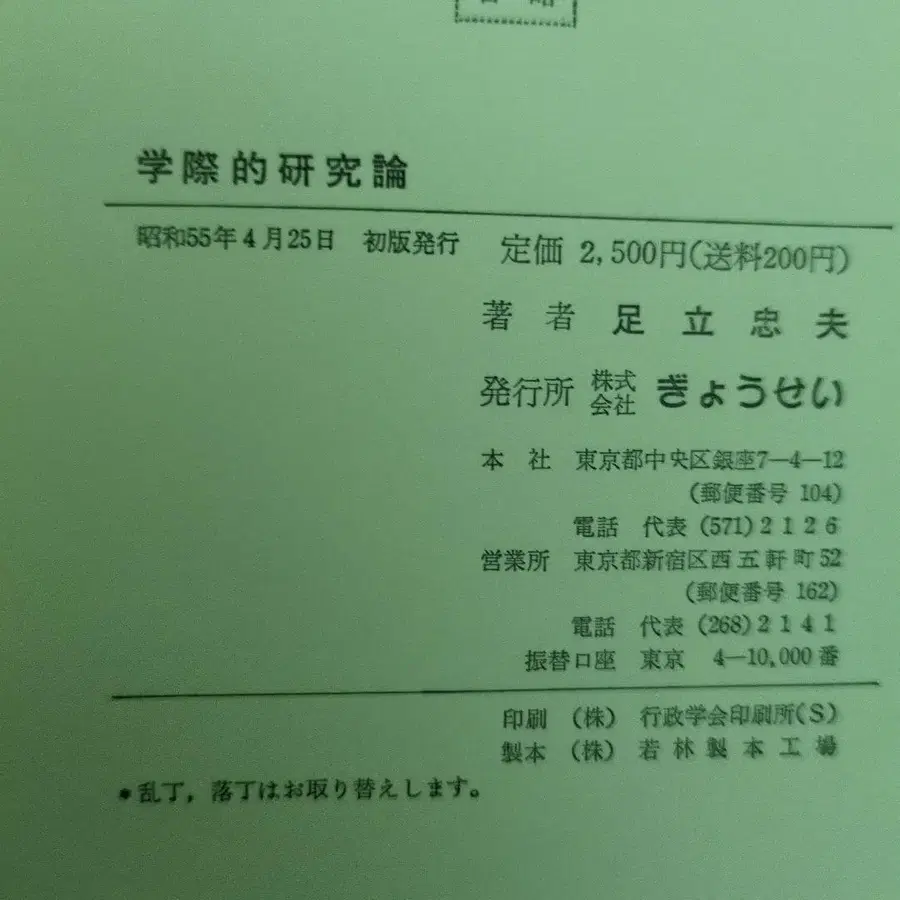 学際的研究論
昭和55年4月25日 初版発行 定価 2,500円(送料200円)
著者 足立忠夫
発行所 株式会社 ぎょうせい
本社 東京都中央区銀座7—4—12
(郵便番号 104)
電話 代表 (571)2126
営業所 東京都新宿区西五軒町52
(郵便番号 162)
電話 代表 (268)2141
振替口座 東京 4—10,000番
印刷 (株) 行政学会印刷所(S)
製本 (株) 若林製本工場
*乱丁，落丁はお取り替えします。